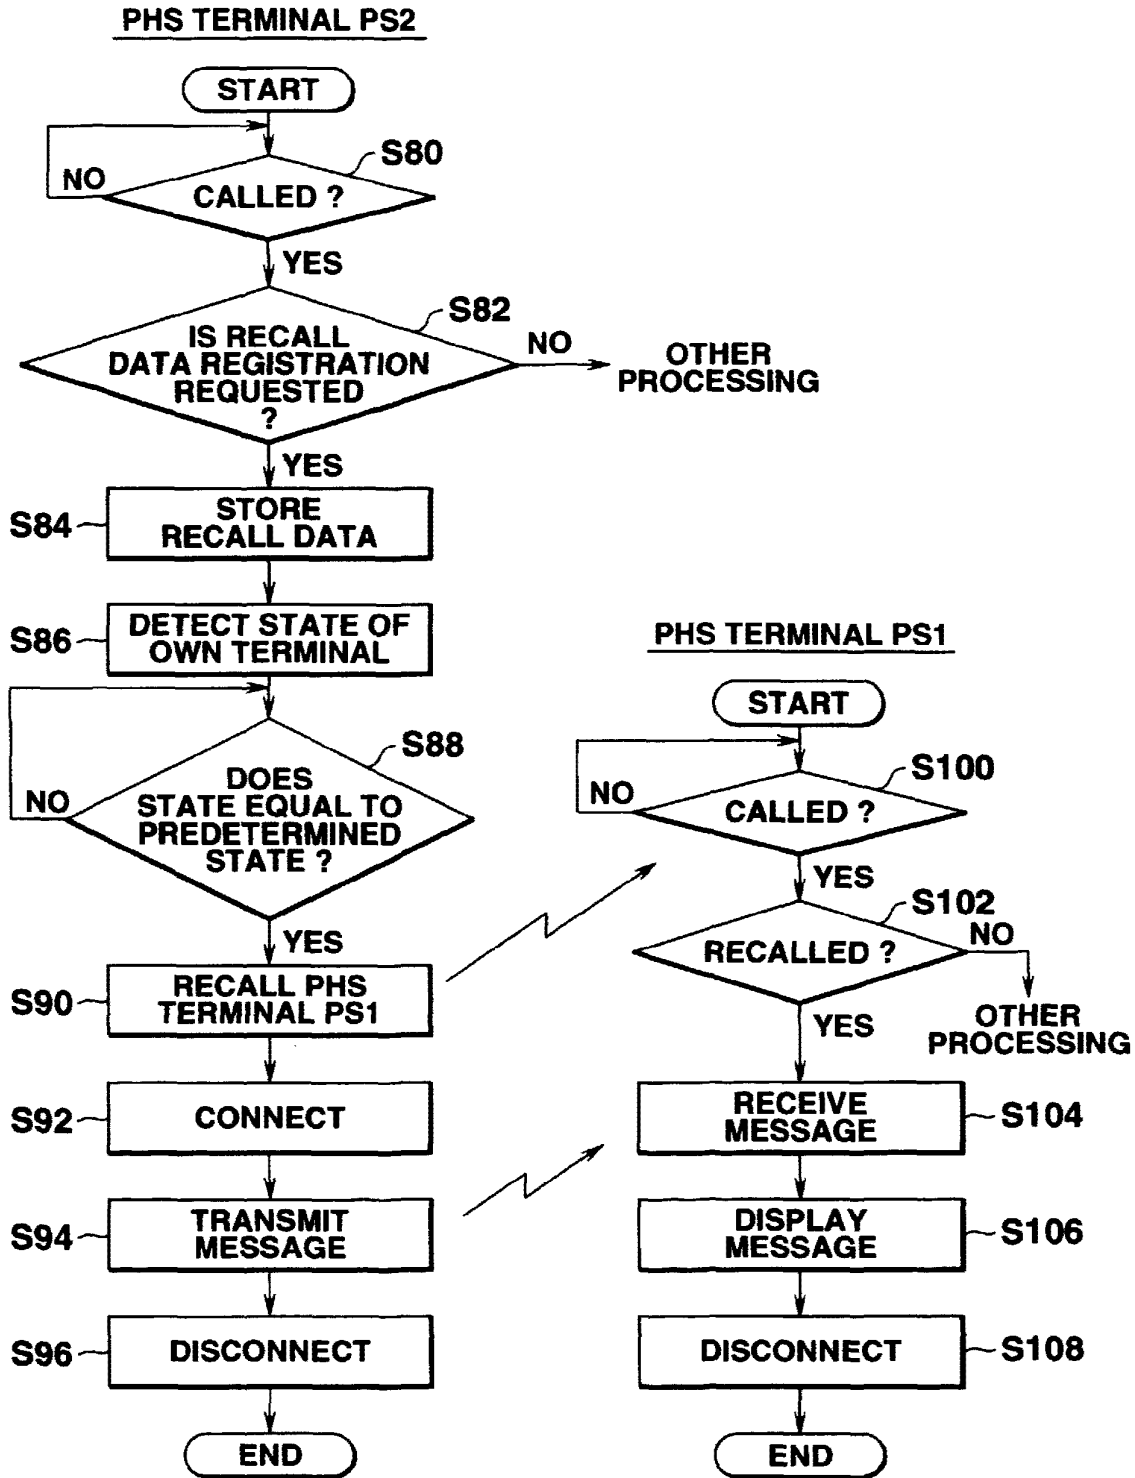 PHS TERMINAL PS2
START
S80
NO
CALLED ?
YES
S82
IS RECALL
DATA REGISTRATION
REQUESTED
?
NO
OTHER
PROCESSING
YES
S84
STORE
RECALL DATA
S86
DETECT STATE OF
OWN TERMINAL
S88
NO
DOES
STATE EQUAL TO
PREDETERMINED
STATE ?
YES
S90
RECALL PHS
TERMINAL PS1
S92
CONNECT
S94
TRANSMIT
MESSAGE
S96
DISCONNECT
END
PHS TERMINAL PS1
START
S100
NO
CALLED ?
YES
S102
RECALLED ?
NO
OTHER
PROCESSING
YES
RECEIVE
MESSAGE
S104
DISPLAY
MESSAGE
S106
DISCONNECT
S108
END